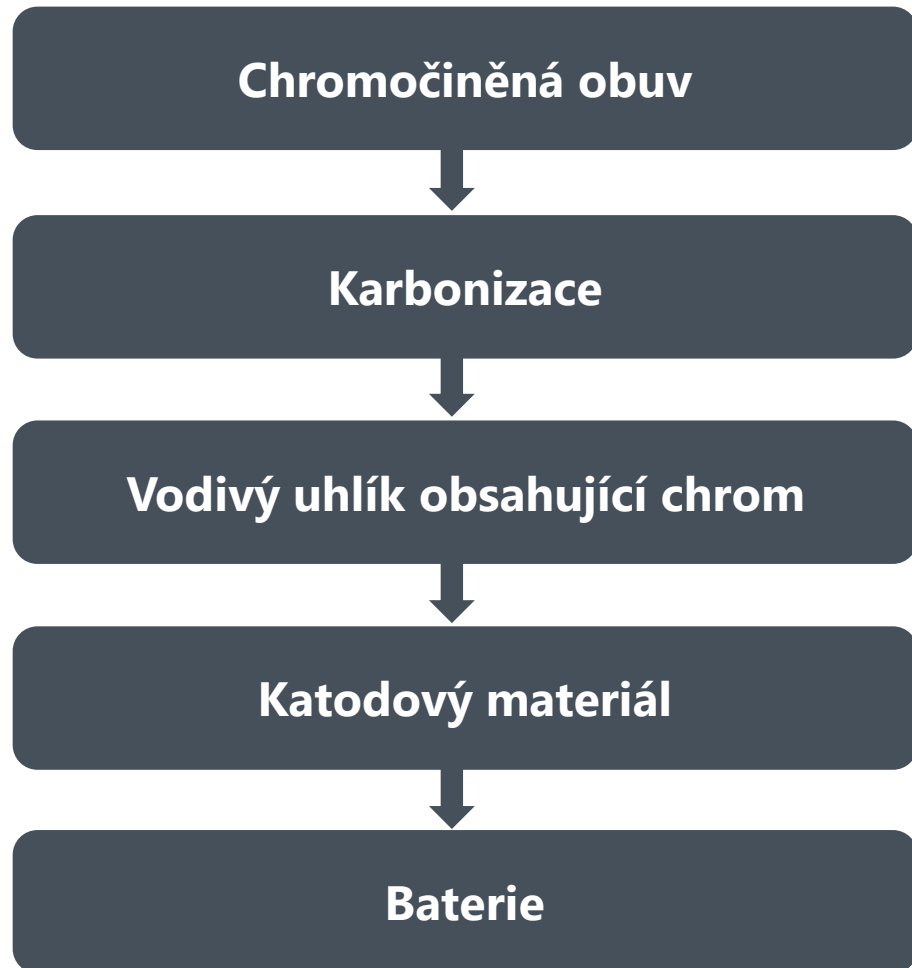 Chromočiněná obuv
Karbonizace
Vodivý uhlík obsahující chrom
Katodový materiál
Baterie